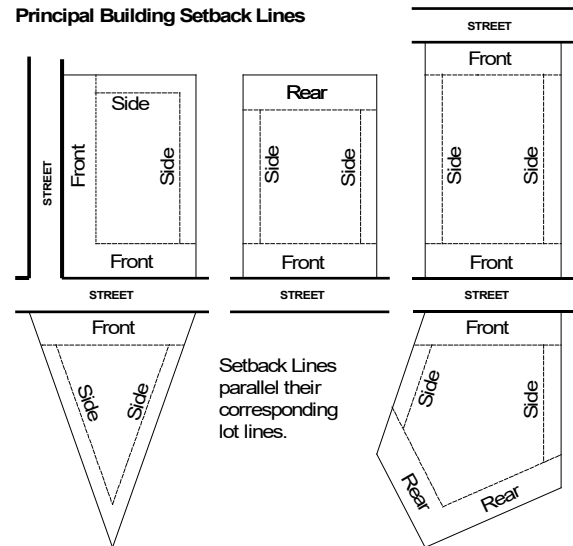 Principal Building Setback Lines
STREET
Side
Front
Side
Front
STREET
Rear
Side
Side
Front
Front
Side
Side
Front
STREET
STREET
STREET
Front
Side
Side
Setback Lines
parallel their
corresponding
lot lines.
Front
Side
Side
Rear
Rear